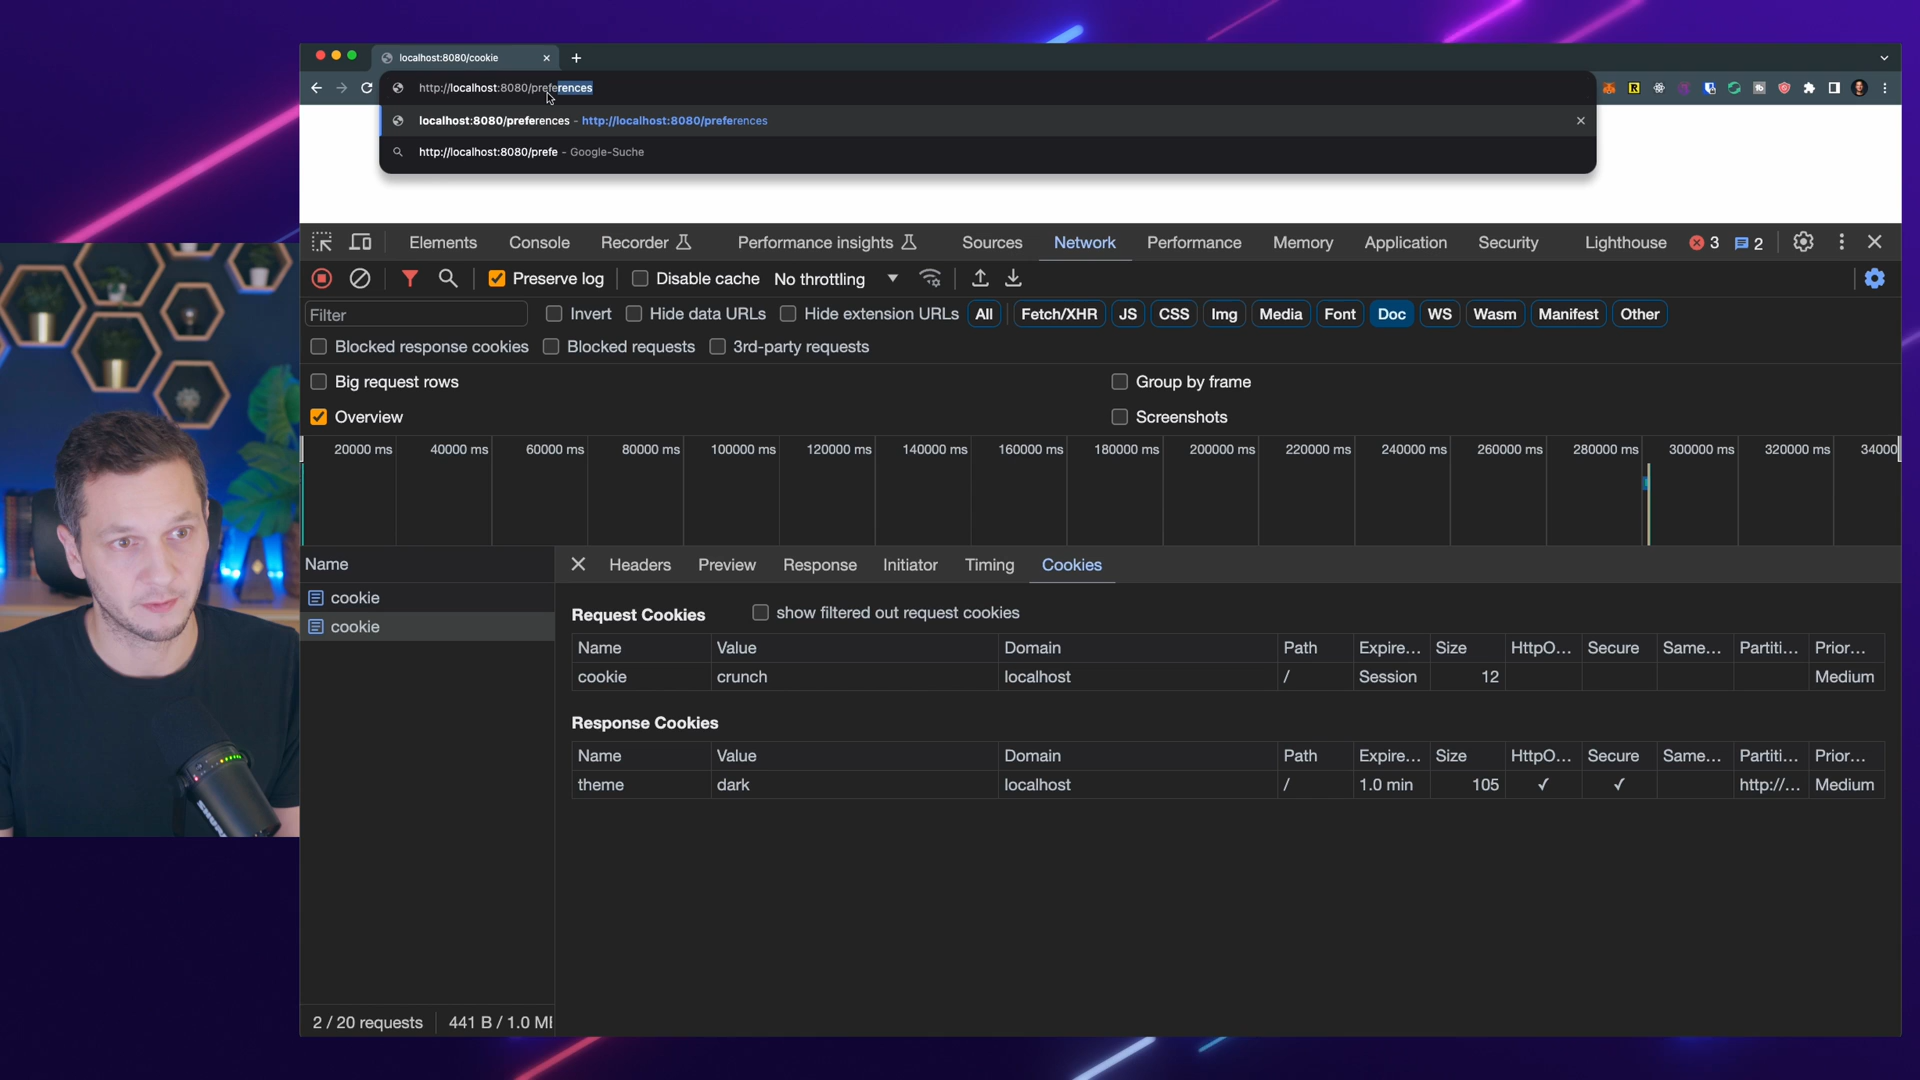 localhost:8080/cookie
http://localhost:8080/preferences
localhost:8080/preferences - http://localhost:8080/preferences
http://localhost:8080/prefe - Google-Suche
Elements Console Recorder Performance insights Sources Network Performance Memory Application Security Lighthouse 3 2
Preserve log Disable cache No throttling
Filter Invert Hide data URLs Hide extension URLs All Fetch/XHR JS CSS Img Media Font Doc WS Wasm Manifest Other
Blocked response cookies Blocked requests 3rd-party requests
Big request rows Group by frame
Overview Screenshots
20000 ms 40000 ms 60000 ms 80000 ms 100000 ms 120000 ms 140000 ms 160000 ms 180000 ms 200000 ms 220000 ms 240000 ms 260000 ms 280000 ms 300000 ms 320000 ms 34000
Name Headers Preview Response Initiator Timing Cookies
cookie
cookie
Request Cookies show filtered out request cookies
Name Value Domain Path Expire... Size HttpO... Secure Same... Partiti... Prior...
cookie crunch localhost / Session 12 Medium
Response Cookies
Name Value Domain Path Expire... Size HttpO... Secure Same... Partiti... Prior...
theme dark localhost / 1.0 min 105 ✓ ✓ http://... Medium
2 / 20 requests 441 B / 1.0 M